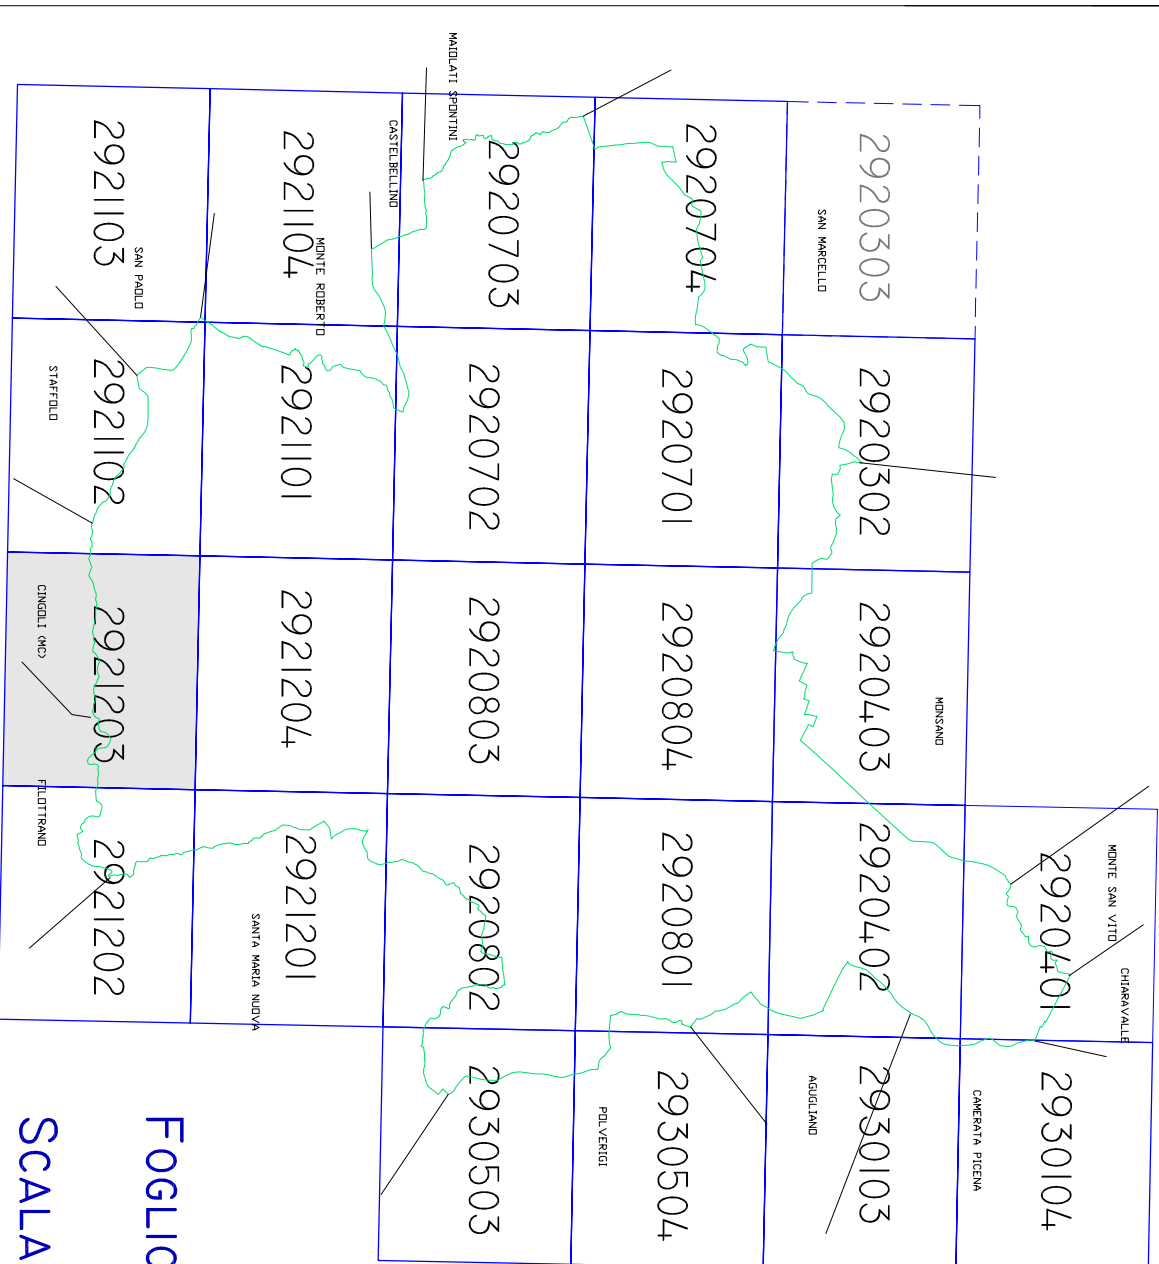 CHIARAVALLE
MONTE SAN VITO
2920401
2930104
CAMERATA PICENA
MONSANO
2920303
2920302
2920403
2920402
2930103
SAN MARCELLO
AGUGLIANO
2920704
2920701
2920804
2920801
2930504
POLVERIGI
2920703
2920702
2920803
2920802
2930503
MAIOLATI SPONTINI
CASTELBELLINO
MONTE ROBERTO
2921104
2921101
2921204
2921201
SANTA MARIA NUOVA
SAN PAOLO
2921103
2921102
2921203
2921202
STAFFOLO
CINGOLI (MC)
FILOTTRANO
FOGLIO
SCALA